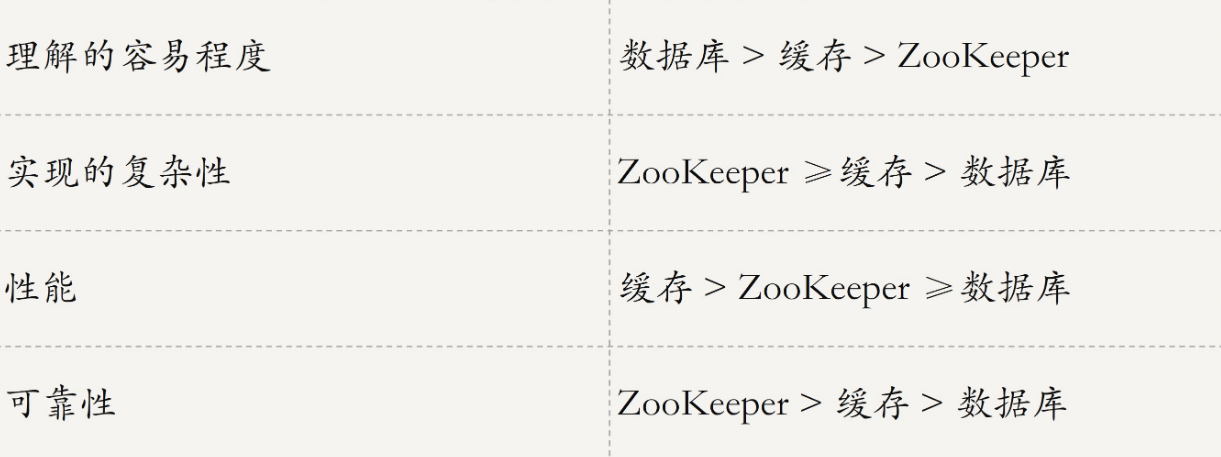 理解的容易程度
数据库 > 缓存 > ZooKeeper
实现的复杂性
ZooKeeper ⩾缓存 > 数据库
性能
缓存 > ZooKeeper ⩾数据库
可靠性
ZooKeeper > 缓存 > 数据库